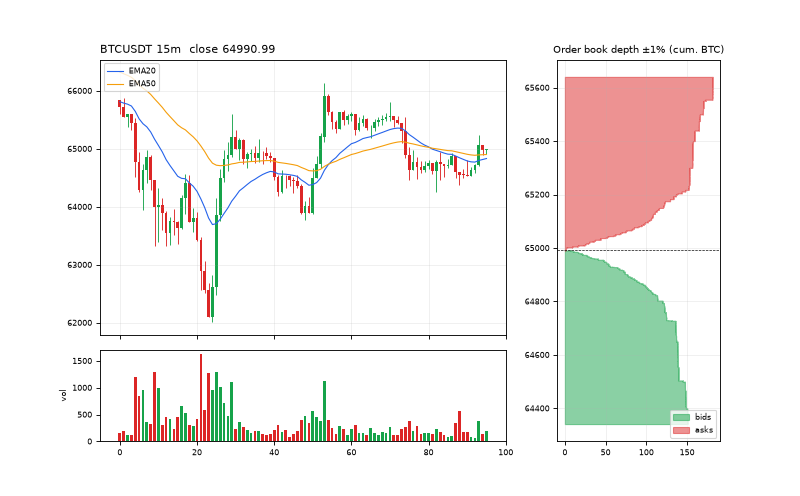 BTCUSDT 15m  close 64990.99
EMA20
EMA50
66000
65000
64000
63000
62000
1500
1000
500
0
vol
0 20 40 60 80 100
Order book depth ±1% (cum. BTC)
65600
65400
65200
65000
64800
64600
64400
bids
asks
0 50 100 150